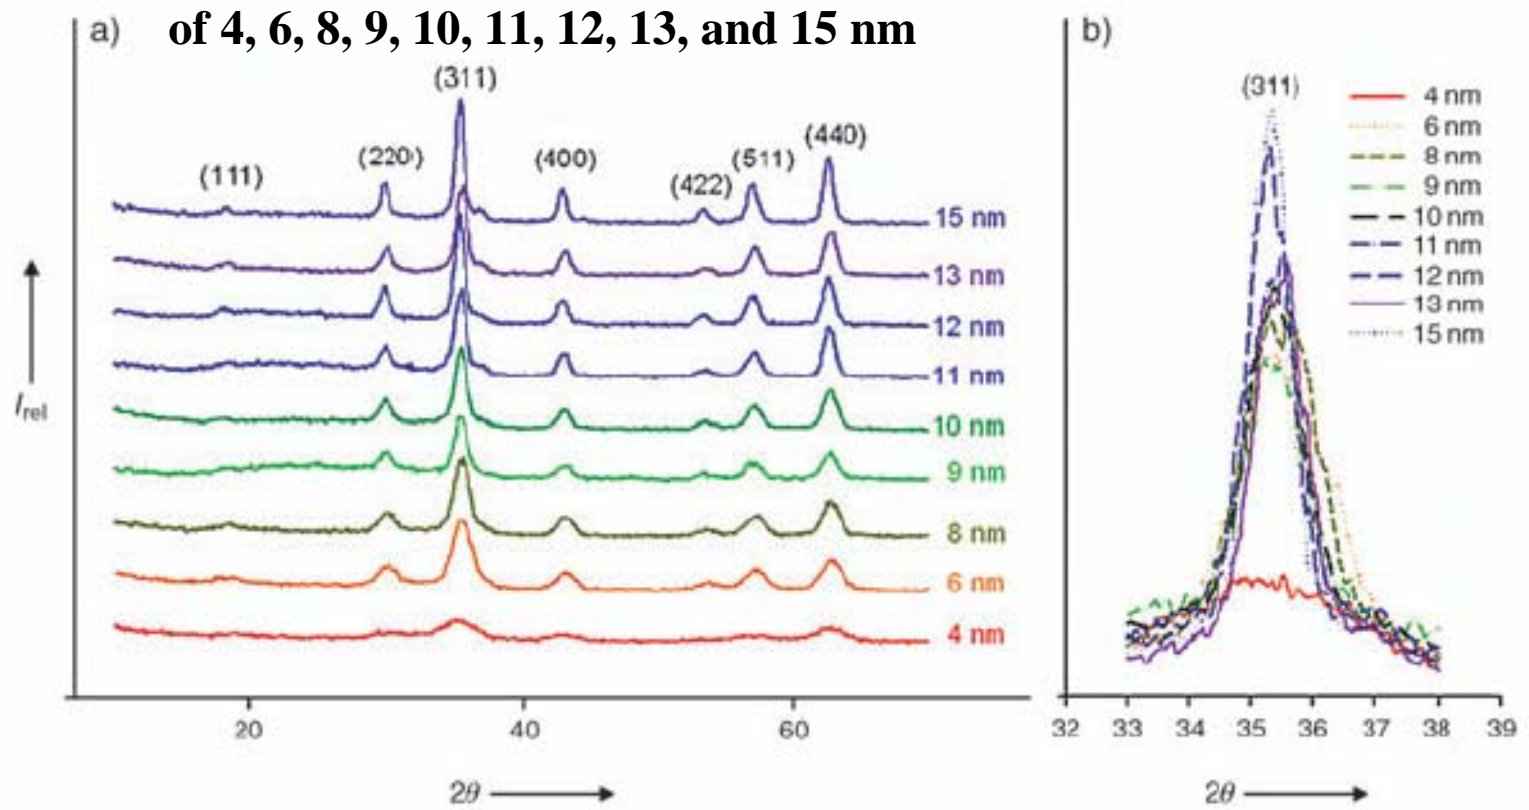 of 4, 6, 8, 9, 10, 11, 12, 13, and 15 nm
a)
(111)
(220)
(311)
(400)
(422)
(511)
(440)
15 nm
13 nm
12 nm
11 nm
10 nm
9 nm
8 nm
6 nm
4 nm
Irel
20 40 60
2θ
b)
(311)
4 nm
6 nm
8 nm
9 nm
10 nm
11 nm
12 nm
13 nm
15 nm
32 33 34 35 36 37 38 39
2θ